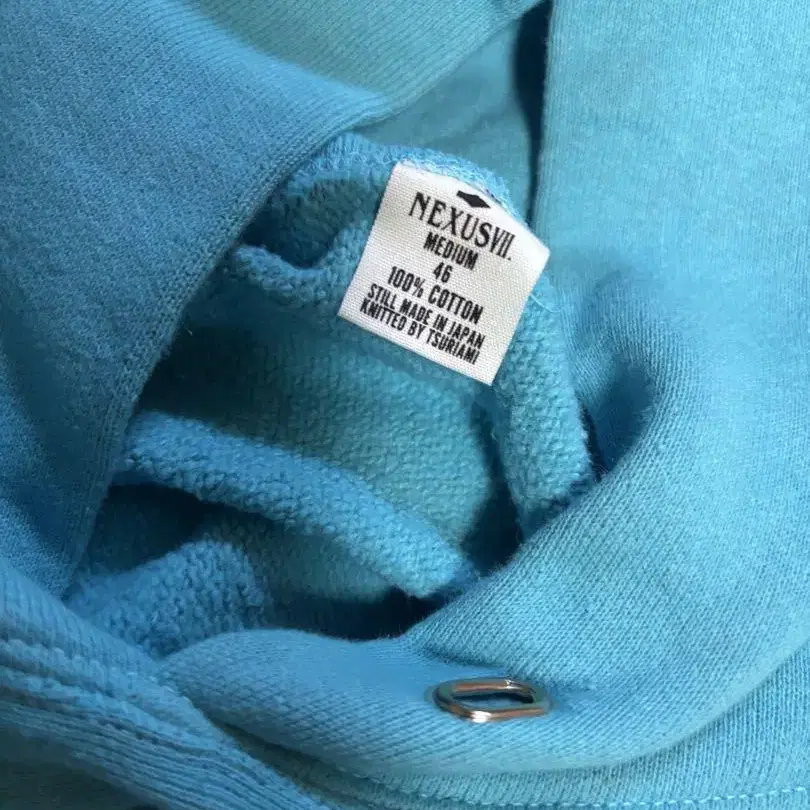 NEXUSVII.
MEDIUM
46
100% COTTON
STILL MADE IN JAPAN
KNITTED BY TSURIAMI